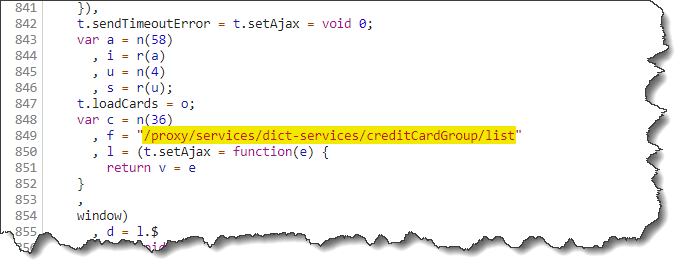 841 }),
842 t.sendTimeoutError = t.setAjax = void 0;
843 var a = n(58)
844 , i = r(a)
845 , u = n(4)
846 , s = r(u);
847 t.loadCards = o;
848 var c = n(36)
849 , f = "/proxy/services/dict-services/creditCardGroup/list"
850 , l = (t.setAjax = function(e) {
851 return v = e
852 }
853 ,
854 window)
855 , d = l.$